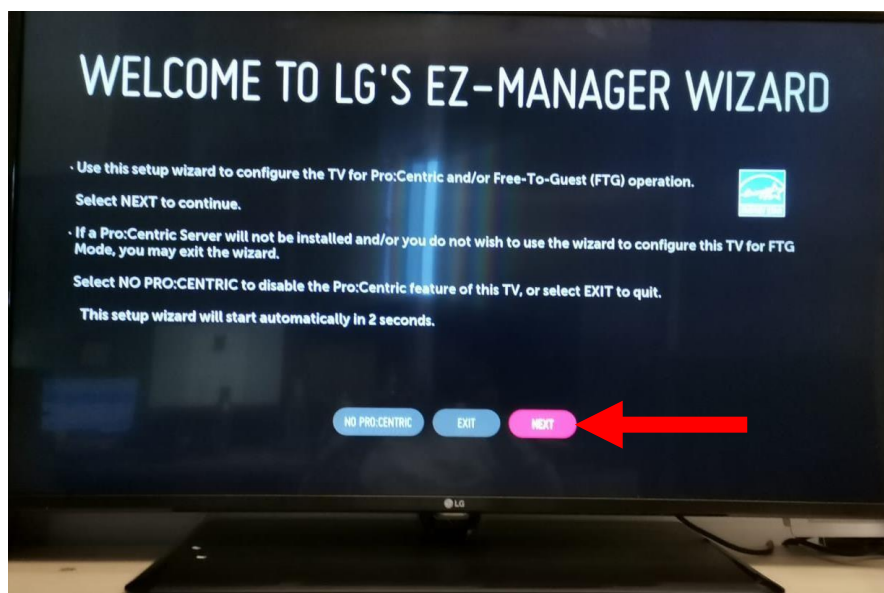 WELCOME TO LG'S EZ-MANAGER WIZARD
· Use this setup wizard to configure the TV for Pro:Centric and/or Free-To-Guest (FTG) operation.
Select NEXT to continue.
· If a Pro:Centric Server will not be installed and/or you do not wish to use the wizard to configure this TV for FTG
Mode, you may exit the wizard.
Select NO PRO:CENTRIC to disable the Pro:Centric feature of this TV, or select EXIT to quit.
This setup wizard will start automatically in 2 seconds.
NO PRO:CENTRIC EXIT NEXT
LG